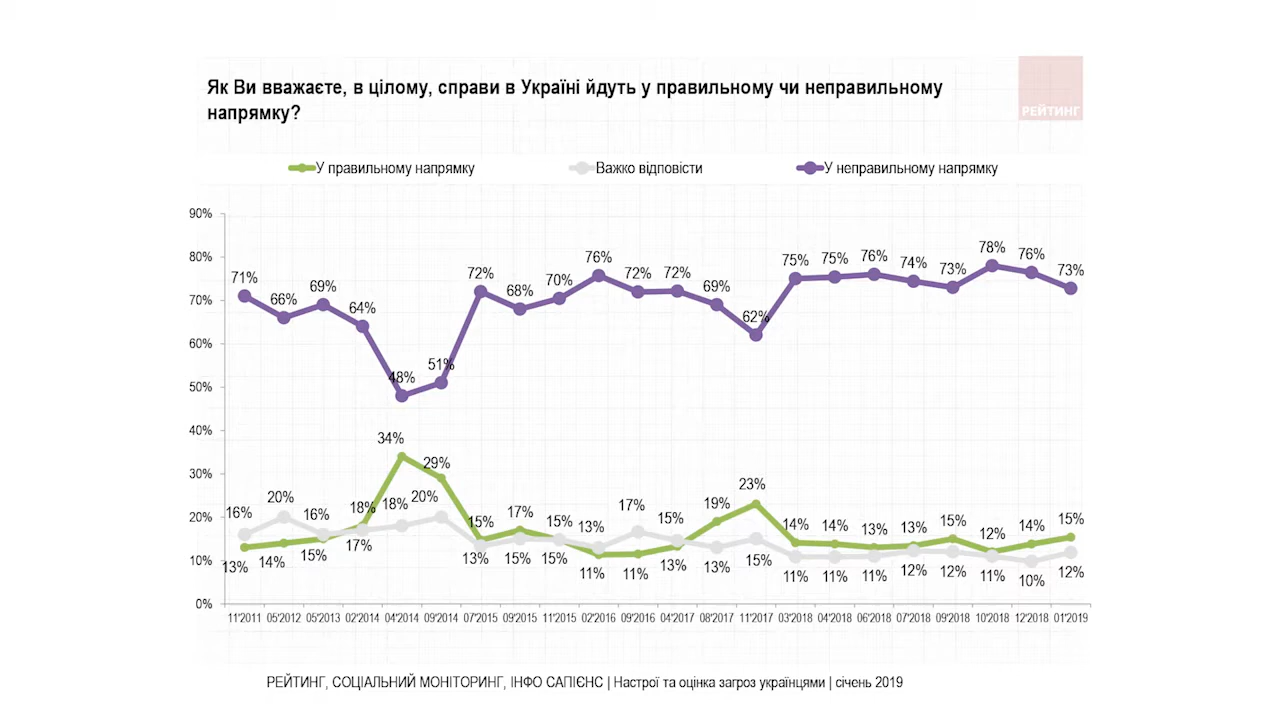 Як Ви вважаєте, в цілому, справи в Україні йдуть у правильному чи неправильному
напрямку?
РЕЙТИНГ
У правильному напрямку
Важко відповісти
У неправильному напрямку
90%
80%
70%
60%
50%
40%
30%
20%
10%
0%
71% 66% 69% 64% 48% 51% 72% 68% 70% 76% 72% 72% 69% 62% 75% 75% 76% 74% 73% 78% 76% 73%
16% 20% 16% 18% 34% 29% 15% 17% 15% 13% 17% 15% 19% 23% 14% 14% 13% 13% 15% 12% 14% 15%
13% 14% 15% 17% 18% 20% 13% 15% 15% 11% 11% 13% 13% 15% 11% 11% 11% 12% 12% 11% 10% 12%
11'2011 05'2012 05'2013 02'2014 04'2014 09'2014 07'2015 09'2015 11'2015 02'2016 09'2016 04'2017 08'2017 11'2017 03'2018 04'2018 06'2018 07'2018 09'2018 10'2018 12'2018 01'2019
РЕЙТИНГ, СОЦІАЛЬНИЙ МОНІТОРИНГ, ІНФО САПІЄНС | Настрої та оцінка загроз українцями | січень 2019